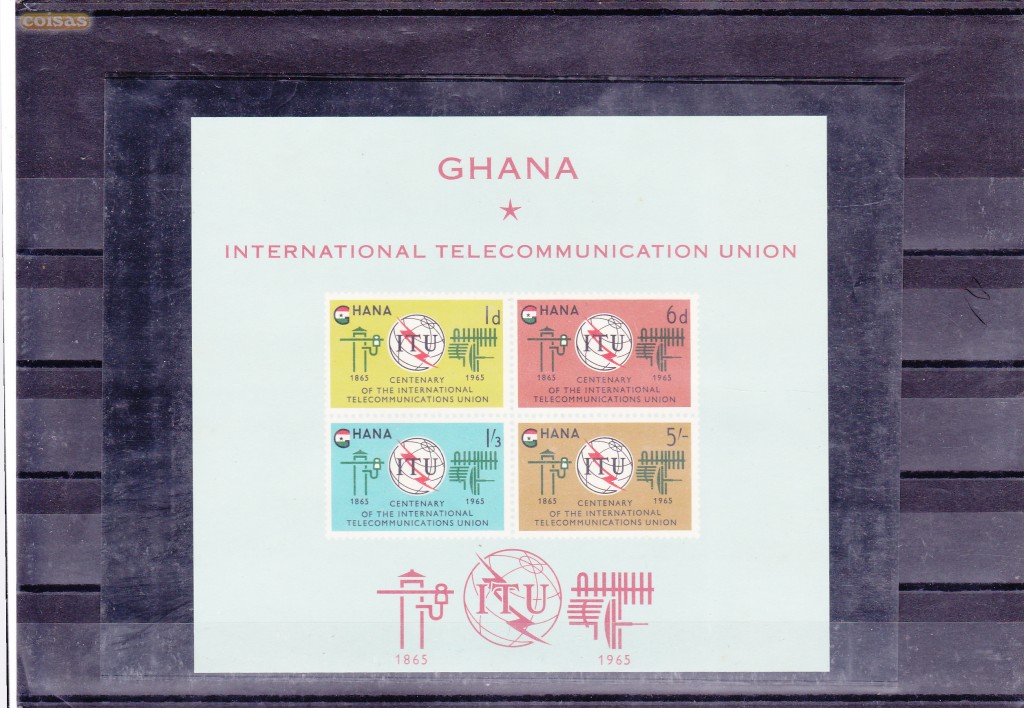 coisas
GHANA
INTERNATIONAL TELECOMMUNICATION UNION
GHANA 1d
ITU
1865 1965
CENTENARY
OF THE INTERNATIONAL
TELECOMMUNICATIONS UNION
GHANA 6d
ITU
1865 1965
CENTENARY
OF THE INTERNATIONAL
TELECOMMUNICATIONS UNION
GHANA 1/3
ITU
1865 1965
CENTENARY
OF THE INTERNATIONAL
TELECOMMUNICATIONS UNION
GHANA 5/-
ITU
1865 1965
CENTENARY
OF THE INTERNATIONAL
TELECOMMUNICATIONS UNION
ITU
1865 1965